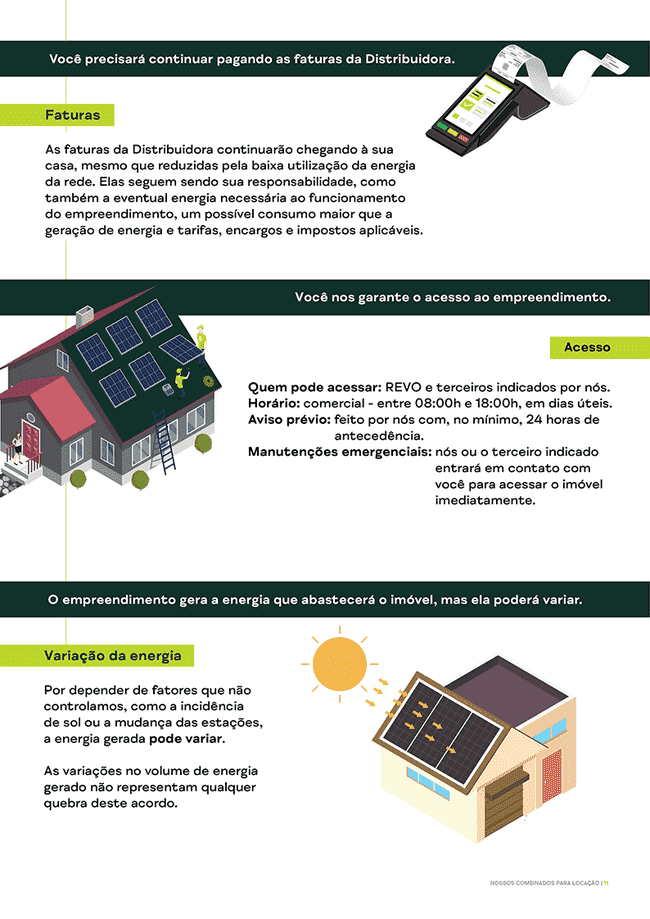 Você precisará continuar pagando as faturas da Distribuidora.
Faturas
As faturas da Distribuidora continuarão chegando à sua
casa, mesmo que reduzidas pela baixa utilização da energia
da rede. Elas seguem sendo sua responsabilidade, como
também a eventual energia necessária ao funcionamento
do empreendimento, um possível consumo maior que a
geração de energia e tarifas, encargos e impostos aplicáveis.
Você nos garante o acesso ao empreendimento.
Acesso
Quem pode acessar: REVO e terceiros indicados por nós.
Horário: comercial - entre 08:00h e 18:00h, em dias úteis.
Aviso prévio: feito por nós com, no mínimo, 24 horas de
antecedência.
Manutenções emergenciais: nós ou o terceiro indicado
entrará em contato com
você para acessar o imóvel
imediatamente.
O empreendimento gera a energia que abastecerá o imóvel, mas ela poderá variar.
Variação da energia
Por depender de fatores que não
controlamos, como a incidência
de sol ou a mudança das estações,
a energia gerada pode variar.
As variações no volume de energia
gerado não representam qualquer
quebra deste acordo.
NOSSOS COMBINADOS PARA LOCAÇÃO | 11